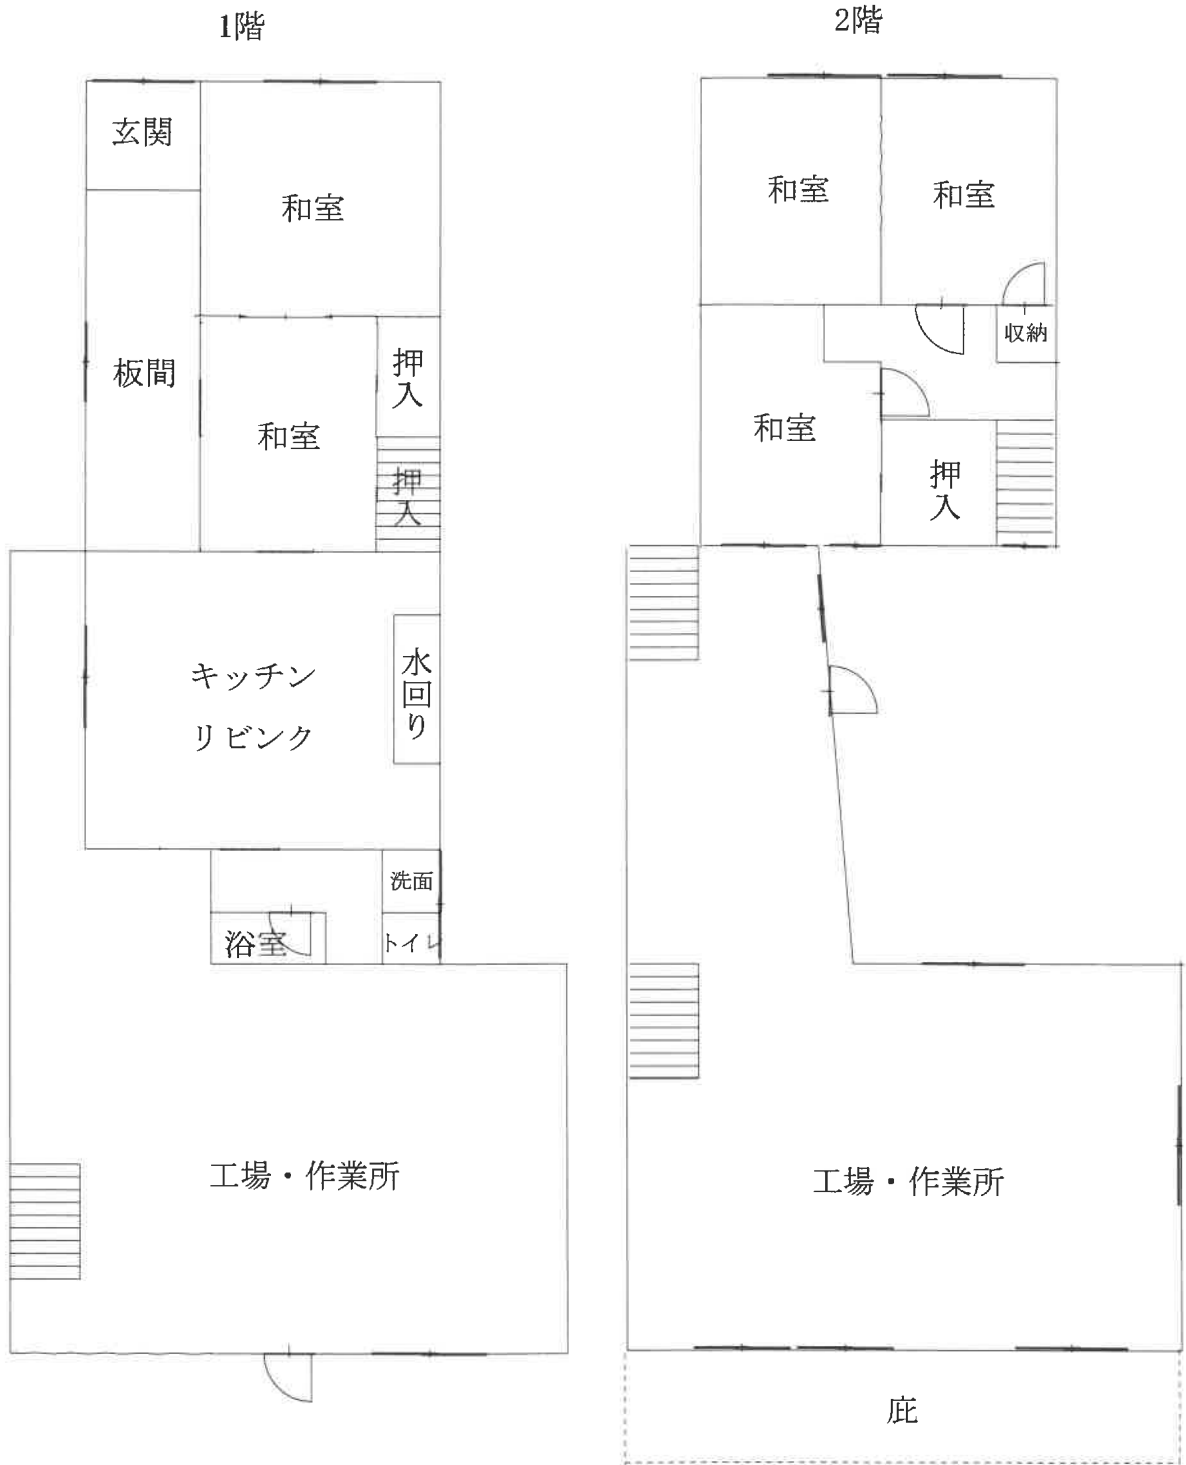 1階
玄関
和室
板間
和室
押入
押入
キッチン
リビンク
水回り
洗面
浴室
トイレ
工場・作業所
2階
和室
和室
収納
和室
押入
工場・作業所
庇